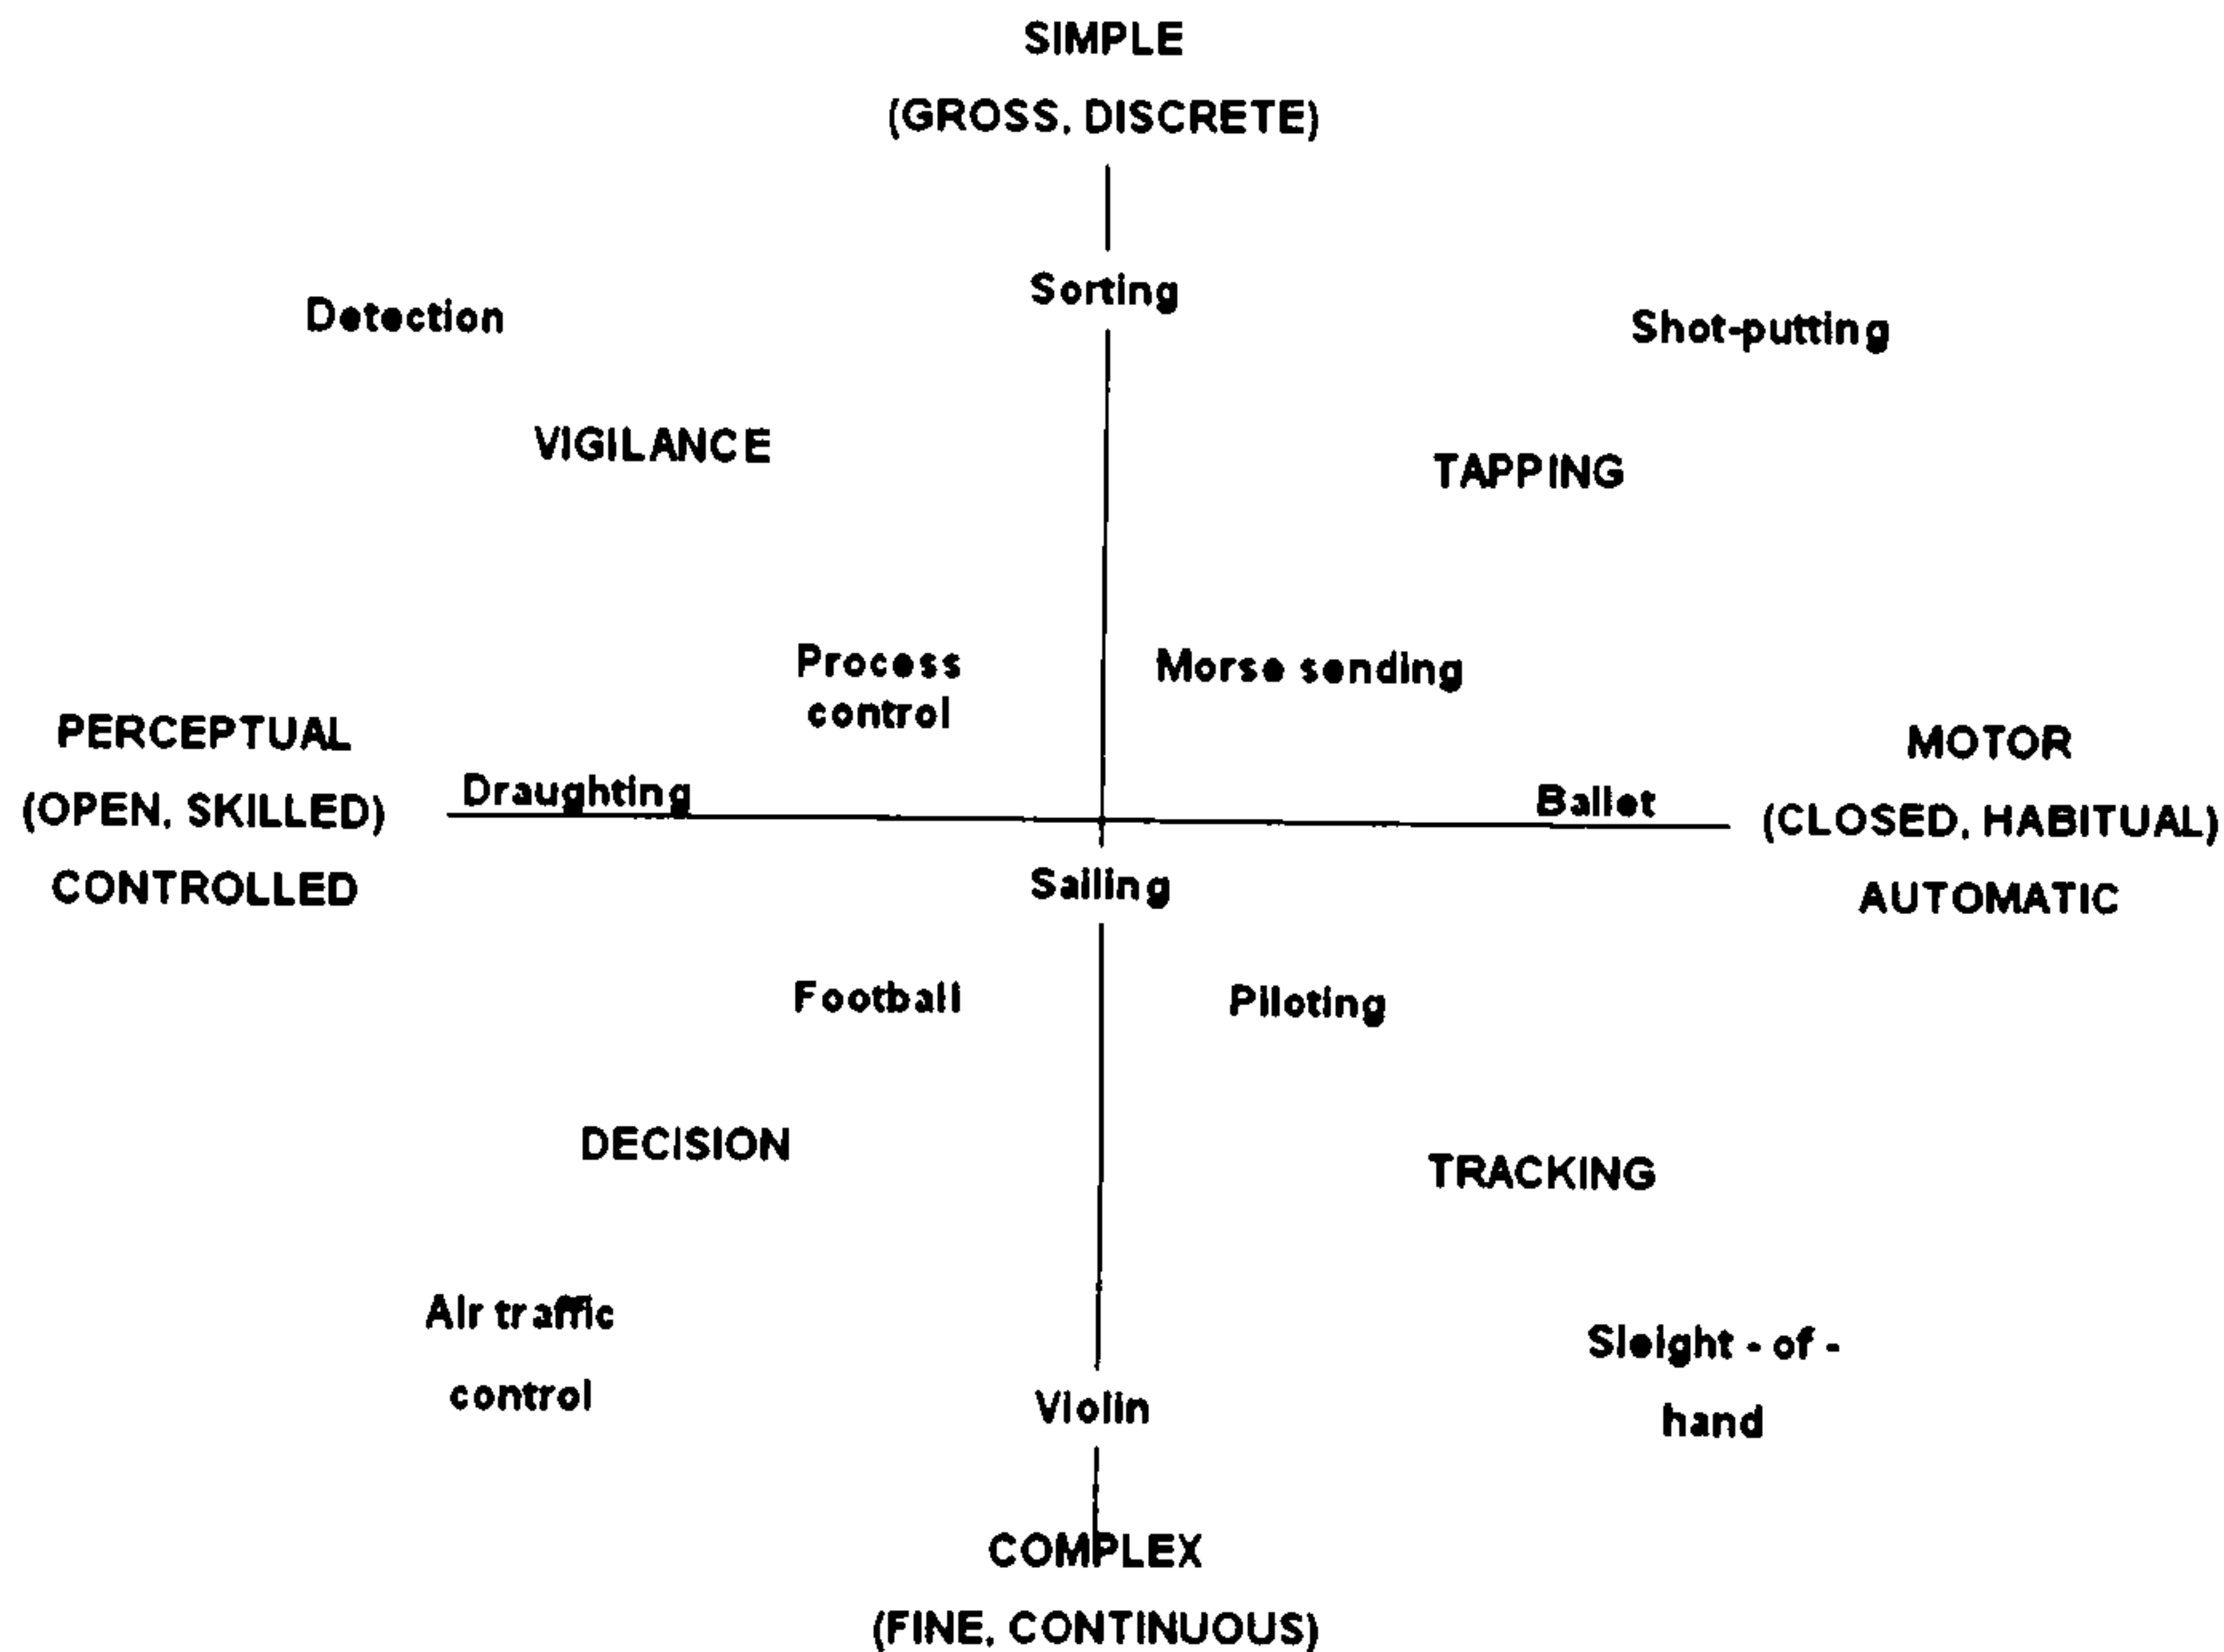 SIMPLE
(GROSS, DISCRETE)
Sorting
Detection
Shot-putting
VIGILANCE
TAPPING
Process
control
Morse sending
PERCEPTUAL
(OPEN, SKILLED)
CONTROLLED
Draughting
Ballet
MOTOR
(CLOSED, HABITUAL)
AUTOMATIC
Sailing
Football
Piloting
DECISION
TRACKING
Air traffic
control
Sleight - of -
hand
Violin
COMPLEX
(FINE, CONTINUOUS)